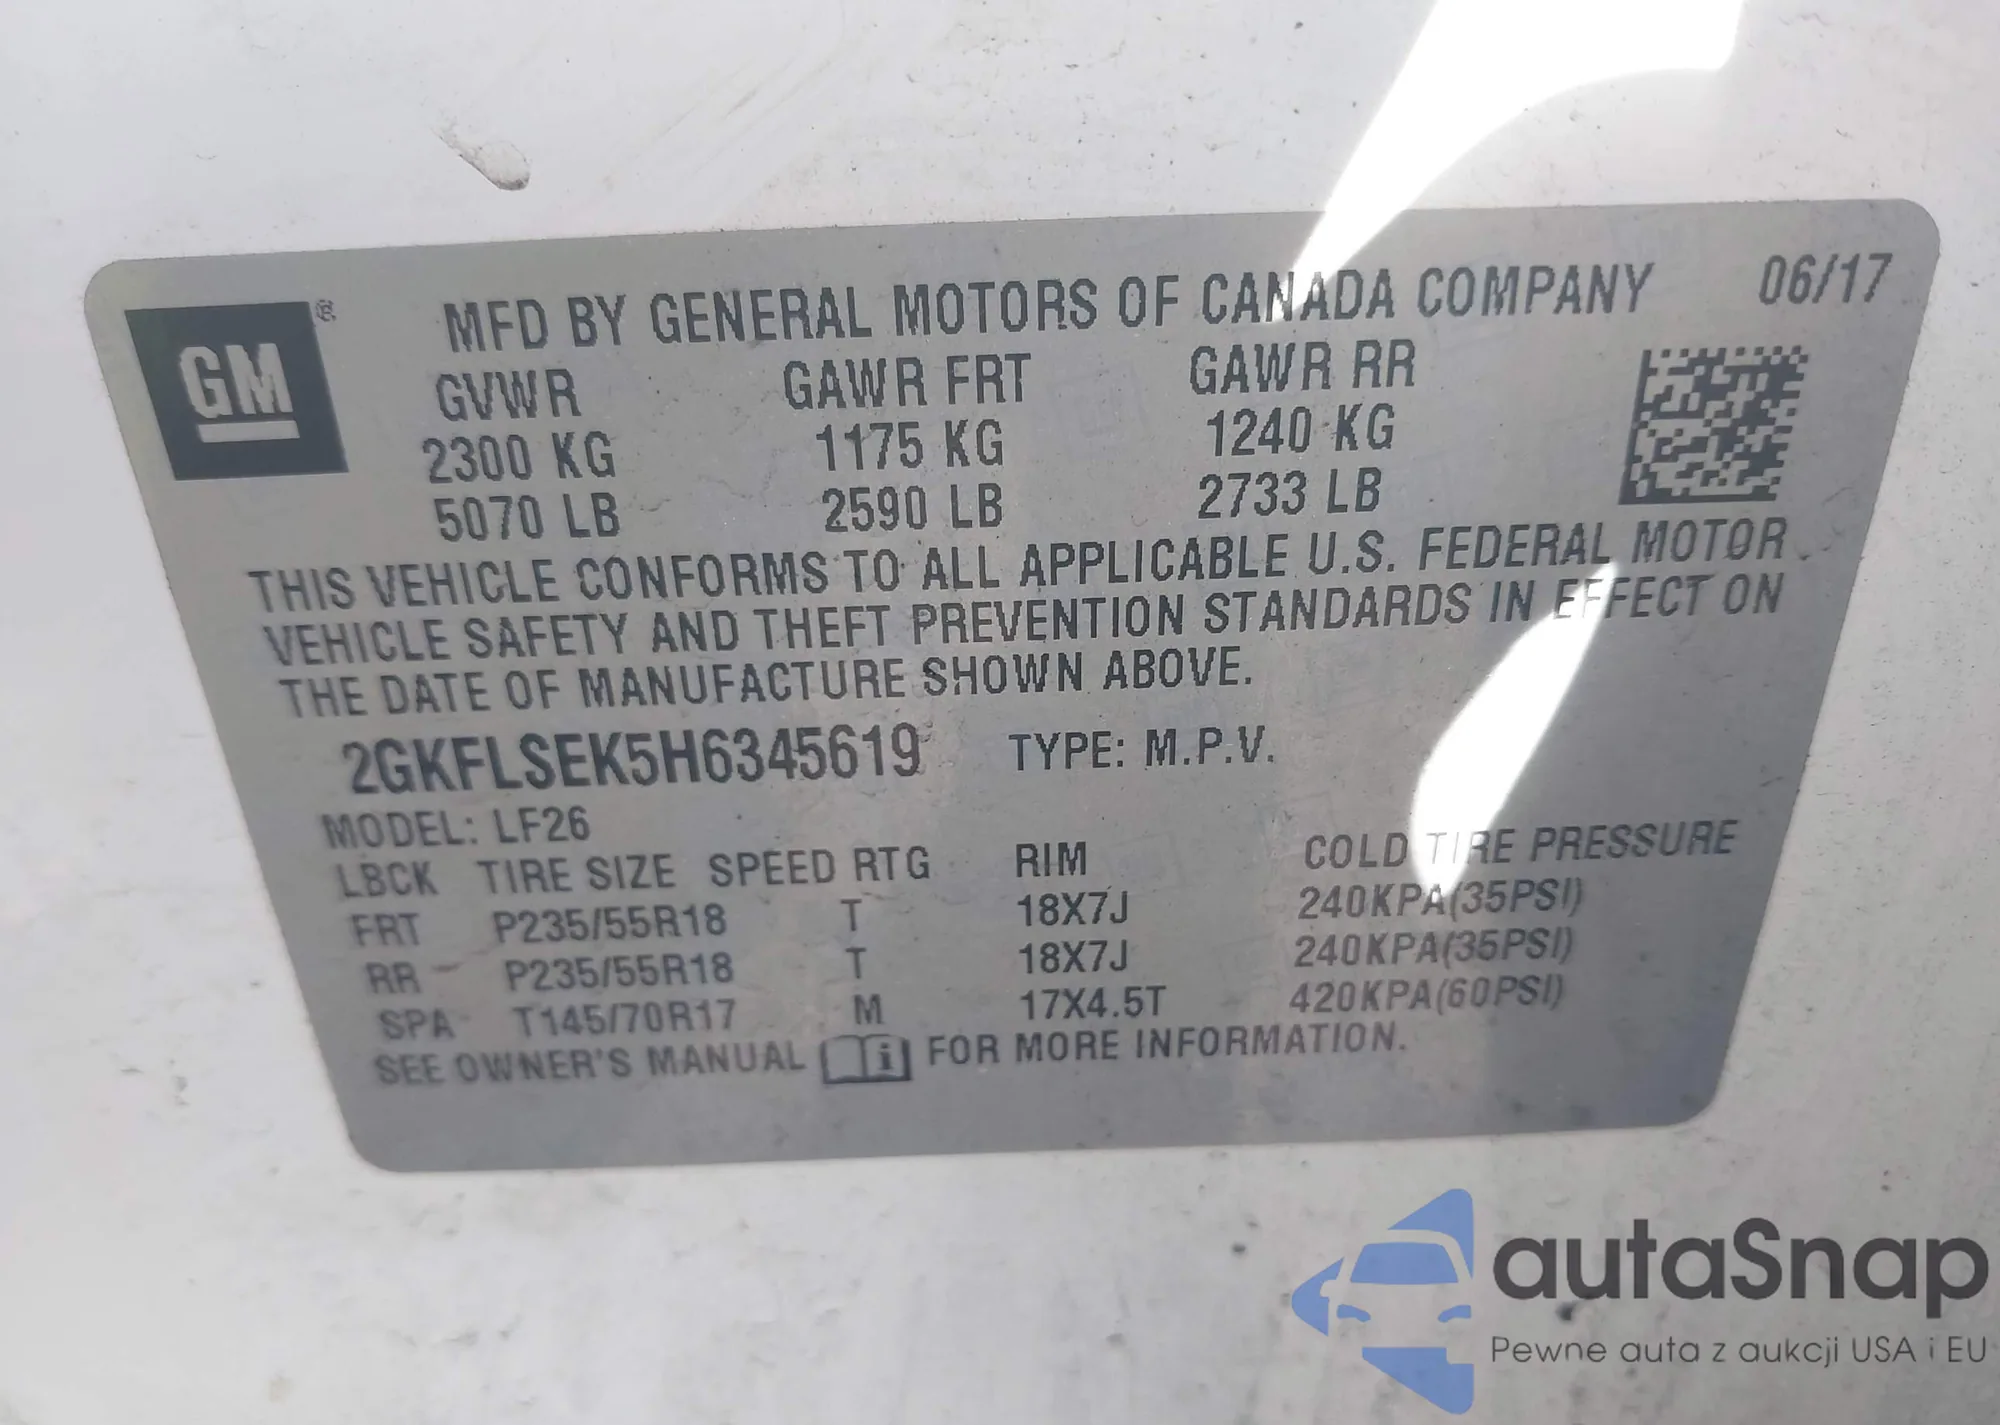 GM ®
MFD BY GENERAL MOTORS OF CANADA COMPANY 06/17
GVWR GAWR FRT GAWR RR
2300 KG 1175 KG 1240 KG
5070 LB 2590 LB 2733 LB
THIS VEHICLE CONFORMS TO ALL APPLICABLE U.S. FEDERAL MOTOR
VEHICLE SAFETY AND THEFT PREVENTION STANDARDS IN EFFECT ON
THE DATE OF MANUFACTURE SHOWN ABOVE.
2GKFLSEK5H6345619 TYPE: M.P.V.
MODEL: LF26
LBCK TIRE SIZE SPEED RTG RIM COLD TIRE PRESSURE
FRT P235/55R18 T 18X7J 240KPA(35PSI)
RR P235/55R18 T 18X7J 240KPA(35PSI)
SPA T145/70R17 M 17X4.5T 420KPA(60PSI)
SEE OWNER'S MANUAL i FOR MORE INFORMATION.
autaSnap
Pewne auta z aukcji USA i EU